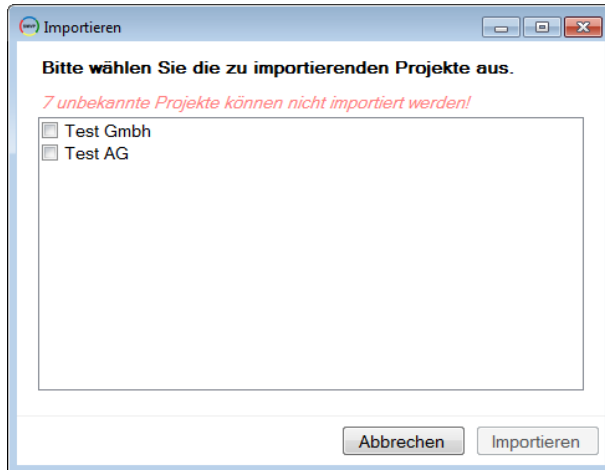 Importieren
Bitte wählen Sie die zu importierenden Projekte aus.
7 unbekannte Projekte können nicht importiert werden!
Test Gmbh
Test AG
Abbrechen
Importieren